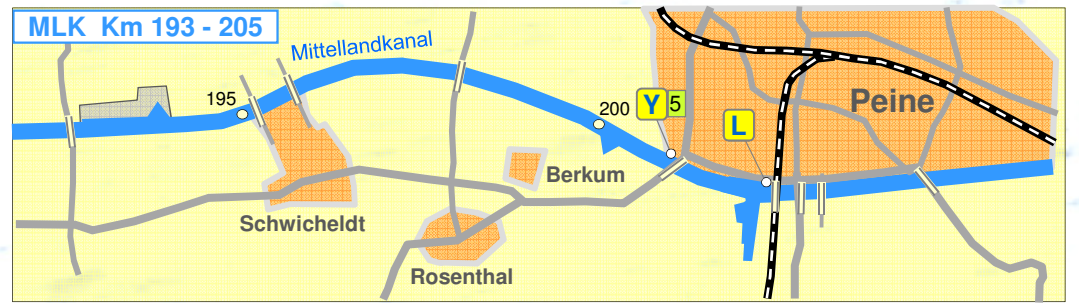 MLK Km 193 - 205
Mittellandkanal
195
200
Y 5
L
Peine
Berkum
Schwicheldt
Rosenthal